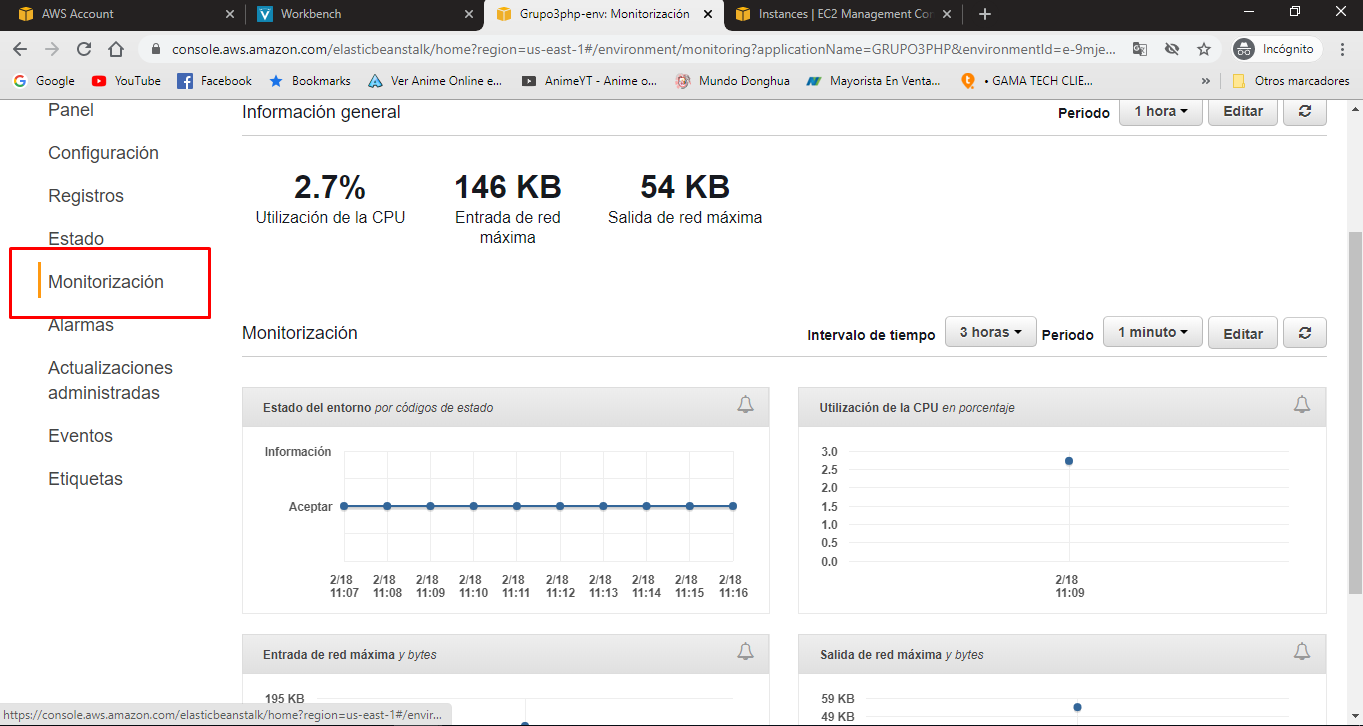 AWS Account
Workbench
Grupo3php-env: Monitorización
Instances | EC2 Management Con
console.aws.amazon.com/elasticbeanstalk/home?region=us-east-1#/environment/monitoring?applicationName=GRUPO3PHP&environmentId=e-9mje...
Incógnito
Google
YouTube
Facebook
Bookmarks
Ver Anime Online e...
AnimeYT - Anime o...
Mundo Donghua
Mayorista En Venta...
• GAMA TECH CLIE...
»
Otros marcadores
Panel
Configuración
Registros
Estado
Monitorización
Alarmas
Actualizaciones
administradas
Eventos
Etiquetas
Información general
Periodo
1 hora
Editar
2.7%
Utilización de la CPU
146 KB
Entrada de red
máxima
54 KB
Salida de red máxima
Monitorización
Intervalo de tiempo
3 horas
Periodo
1 minuto
Editar
Estado del entorno por códigos de estado
Información
Aceptar
2/18 2/18 2/18 2/18 2/18 2/18 2/18 2/18 2/18 2/18
11:07 11:08 11:09 11:10 11:11 11:12 11:13 11:14 11:15 11:16
Utilización de la CPU en porcentaje
3.0
2.5
2.0
1.5
1.0
0.5
0.0
2/18
11:09
Entrada de red máxima y bytes
195 KB
Salida de red máxima y bytes
59 KB
49 KB
https://console.aws.amazon.com/elasticbeanstalk/home?region=us-east-1#/envir...